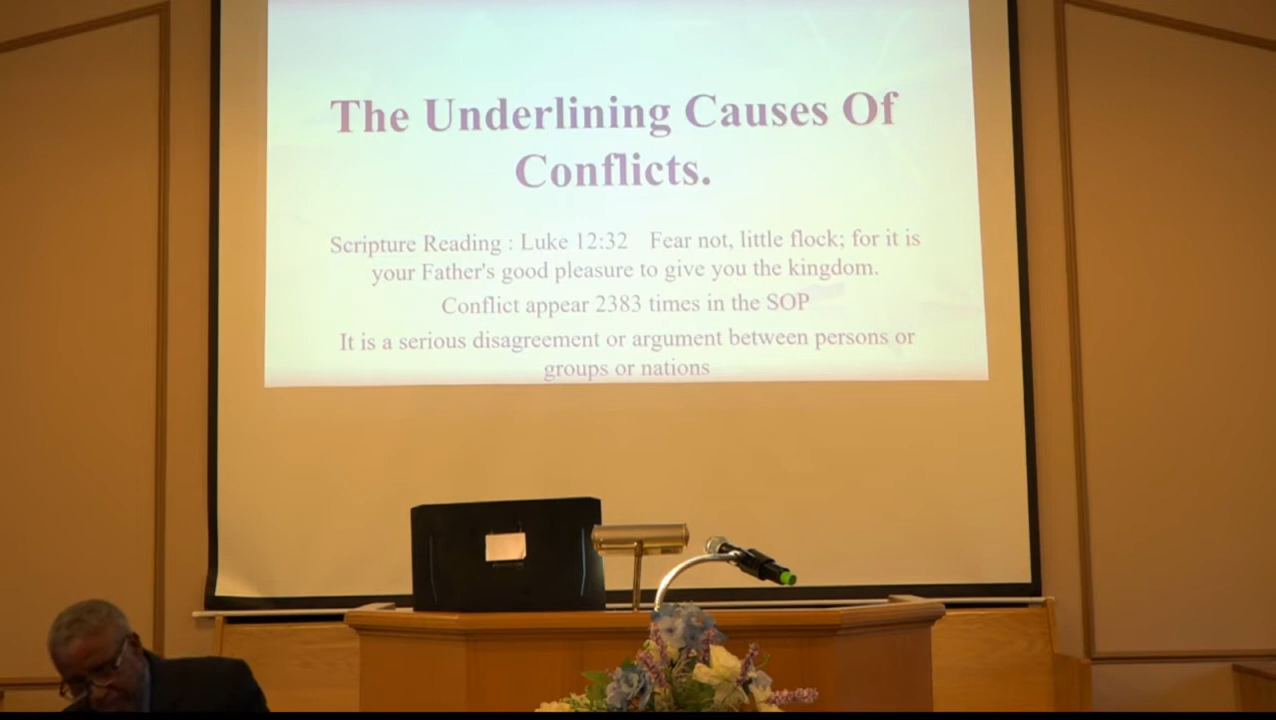 The Underlining Causes Of
Conflicts.
Scripture Reading : Luke 12:32 Fear not, little flock; for it is
your Father's good pleasure to give you the kingdom.
Conflict appear 2383 times in the SOP
It is a serious disagreement or argument between persons or
groups or nations